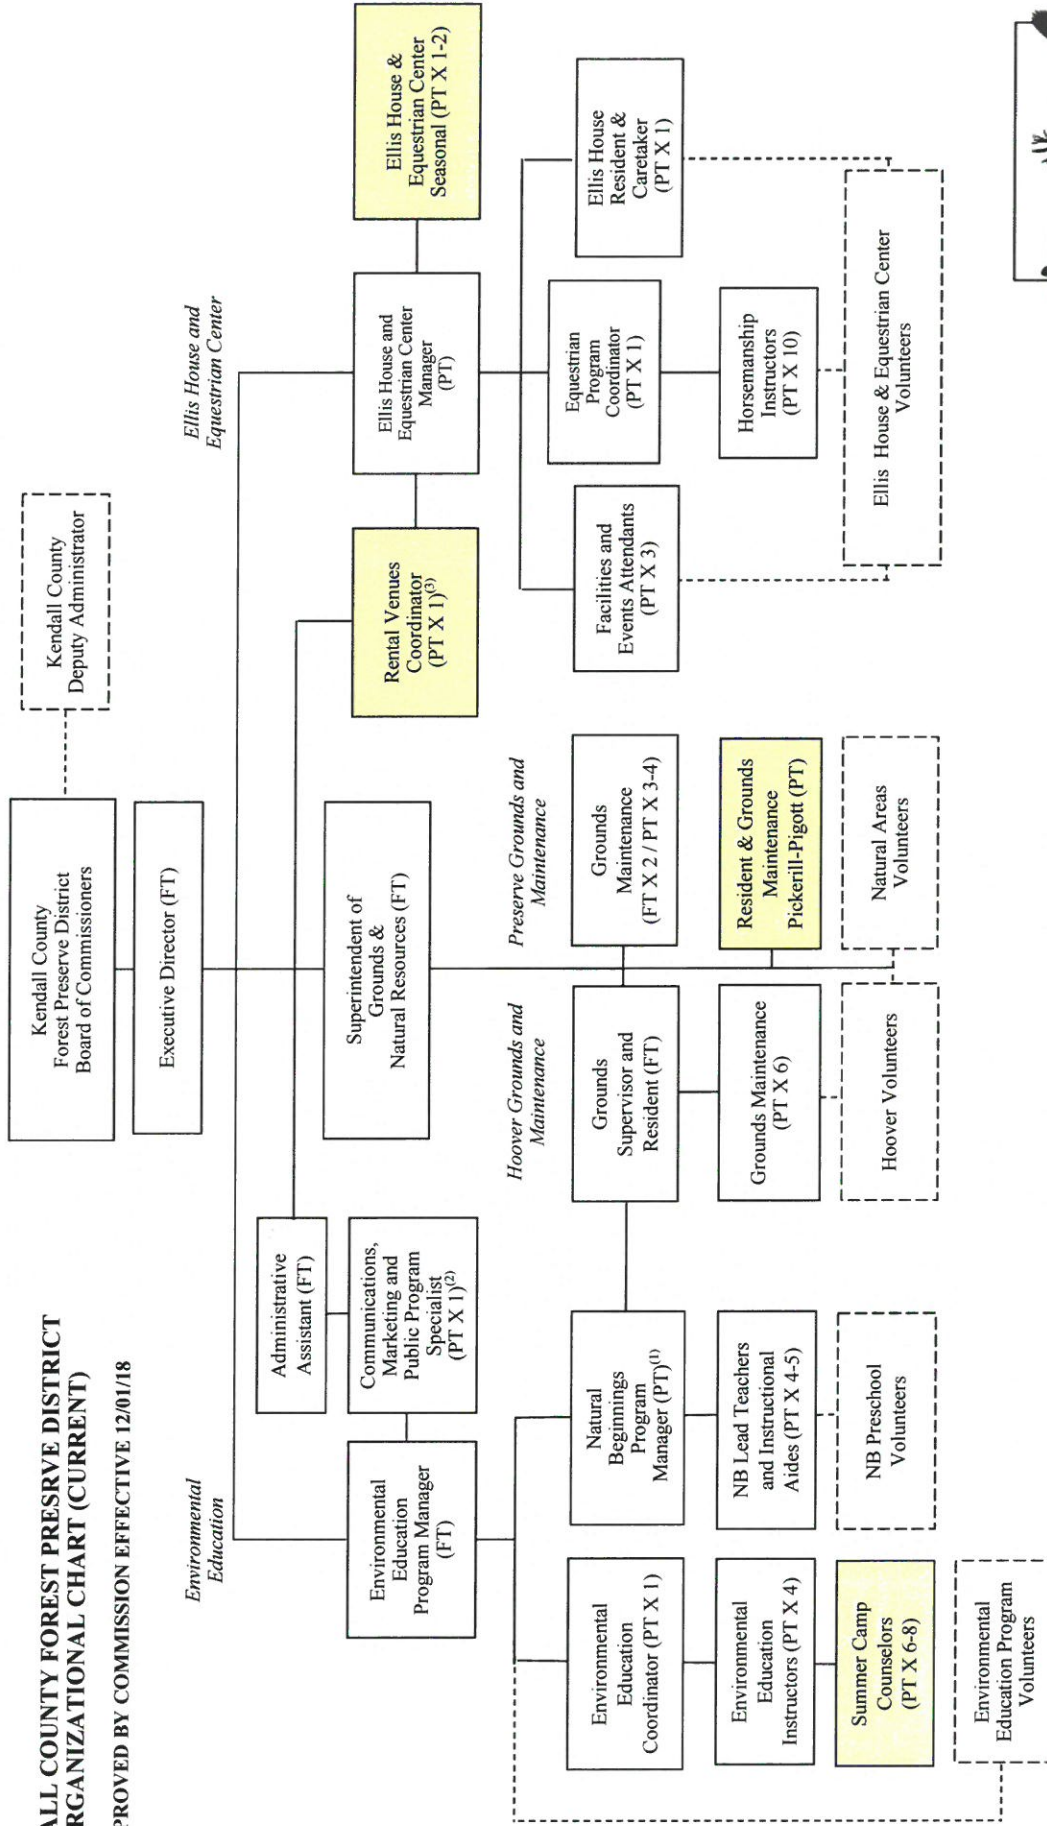 ALL COUNTY FOREST PRESRVE DISTRICT
RGANIZATIONAL CHART (CURRENT)
PROVED BY COMMISSION EFFECTIVE 12/01/18
Kendall County
Forest Preserve District
Board of Commissioners
Kendall County
Deputy Administrator
Executive Director (FT)
Environmental
Education
Ellis House and
Equestrian Center
Administrative
Assistant (FT)
Environmental
Education
Program Manager
(FT)
Communications,
Marketing and
Public Program
Specialist
(PT X 1)(2)
Superintendent of
Grounds &
Natural Resources (FT)
Rental Venues
Coordinator
(PT X 1)(3)
Ellis House and
Equestrian Center
Manager
(PT)
Ellis House &
Equestrian Center
Seasonal (PT X 1-2)
Hoover Grounds and
Maintenance
Preserve Grounds and
Maintenance
Environmental
Education
Coordinator (PT X 1)
Natural
Beginnings
Program
Manager (PT)(1)
Grounds
Supervisor and
Resident (FT)
Grounds
Maintenance
(FT X 2 / PT X 3-4)
Facilities and
Events Attendants
(PT X 3)
Equestrian
Program
Coordinator
(PT X 1)
Ellis House
Resident &
Caretaker
(PT X 1)
Environmental
Education
Instructors (PT X 4)
NB Lead Teachers
and Instructional
Aides (PT X 4-5)
Grounds Maintenance
(PT X 6)
Resident & Grounds
Maintenance
Pickerill-Pigott (PT)
Horsemanship
Instructors
(PT X 10)
Summer Camp
Counselors
(PT X 6-8)
NB Preschool
Volunteers
Hoover Volunteers
Natural Areas
Volunteers
Ellis House & Equestrian Center
Volunteers
Environmental
Education Program
Volunteers